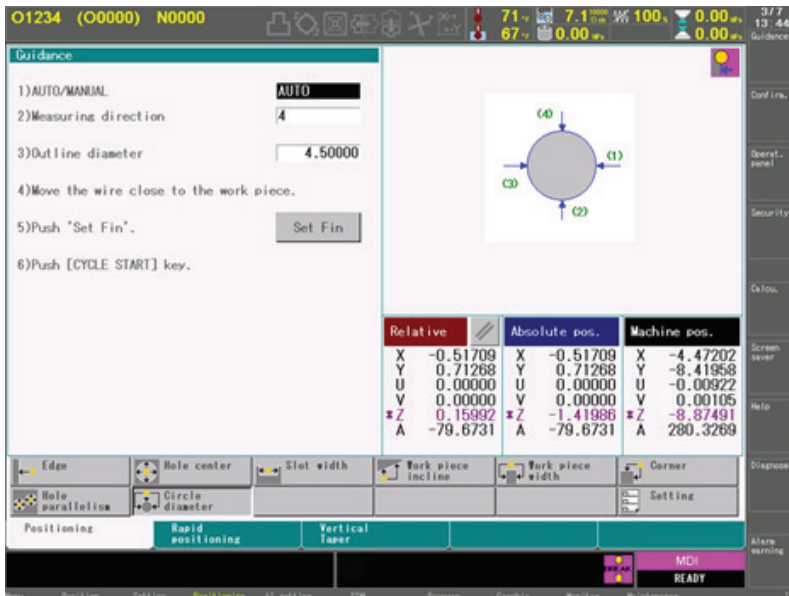 O1234 (O0000) N0000
71 7.1 100 0.00
67 0.00 0.00
3/7
13:44
Guidance
Guidance
1)AUTO/MANUAL AUTO
2)Measuring direction 4
3)Outline diameter 4.50000
4)Move the wire close to the work piece.
5)Push 'Set Fin'. Set Fin
6)Push [CYCLE START] key.
(4)
(1)
(3)
(2)
Confirm.
Operat.
panel
Security
Calcu.
Screen
saver
Help
Diagnose
Alarm
warning
Relative Absolute pos. Machine pos.
X -0.51709 X -0.51709 X -4.47202
Y 0.71268 Y 0.71268 Y -8.41958
U 0.00000 U 0.00000 U -0.00922
V 0.00000 V 0.00000 V 0.00105
*Z 0.15992 *Z -1.41986 *Z -8.87491
A -79.6731 A -79.6731 A 280.3269
Edge Hole center Slot width Work piece incline Work piece width Corner
Hole parallelism Circle diameter Setting
Positioning Rapid positioning Vertical Taper
BREAK MDI
READY